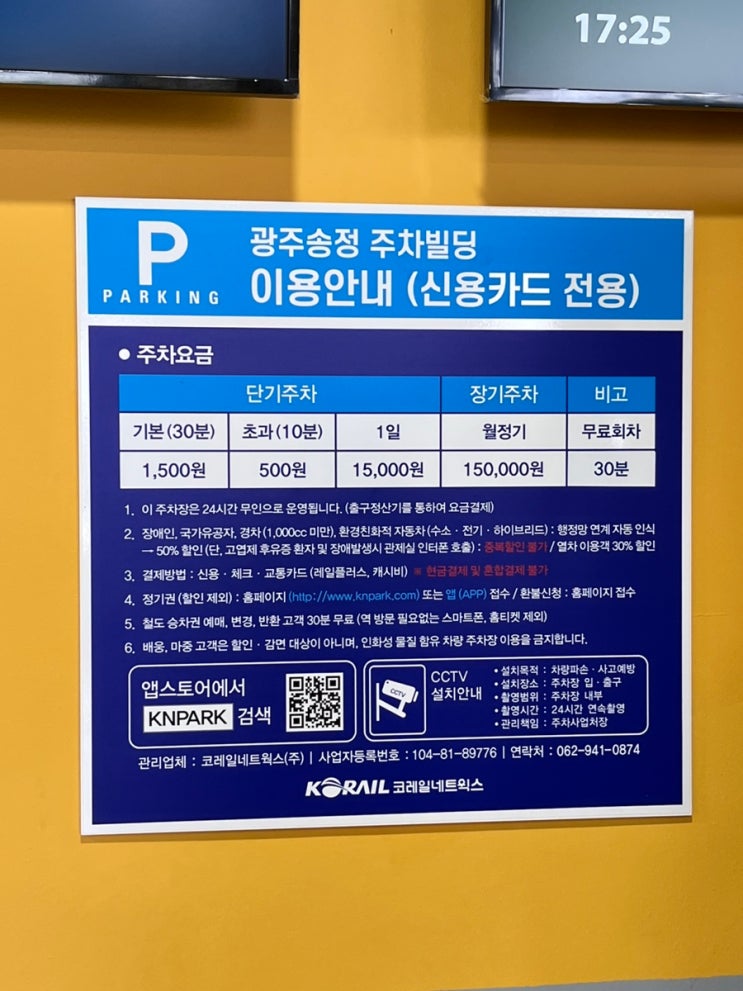 17:25
P
PARKING
광주송정 주차빌딩
이용안내 (신용카드 전용)
● 주차요금
단기주차 장기주차 비고
기본(30분) 초과(10분) 1일 월정기 무료회차
1,500원 500원 15,000원 150,000원 30분
1. 이 주차장은 24시간 무인으로 운영됩니다. (출구정산기를 통하여 요금결제)
2. 장애인, 국가유공자, 경차(1,000cc 미만), 환경친화적 자동차(수소 · 전기 · 하이브리드) : 행정망 연계 자동 인식
→ 50% 할인 (단, 고엽제 후유증 환자 및 장애발생시 관제실 인터폰 호출) : 중복할인 불가 / 열차 이용객 30% 할인
3. 결제방법 : 신용 · 체크 · 교통카드 (레일플러스, 캐시비) ※ 현금결제 및 혼합결제 불가
4. 정기권 (할인 제외) : 홈페이지 (http://www.knpark.com) 또는 앱 (APP) 접수 / 환불신청 : 홈페이지 접수
5. 철도 승차권 예매, 변경, 반환 고객 30분 무료 (역 방문 필요없는 스마트폰, 홈티켓 제외)
6. 배웅, 마중 고객은 할인 · 감면 대상이 아니며, 인화성 물질 함유 차량 주차장 이용을 금지합니다.
앱스토어에서
KNPARK 검색
CCTV
CCTV
설치안내
• 설치목적 : 차량파손 · 사고예방
• 설치장소 : 주차장 입 · 출구
• 촬영범위 : 주차장 내부
• 촬영시간 : 24시간 연속촬영
• 관리책임 : 주차사업처장
관리업체 : 코레일네트웍스(주) | 사업자등록번호 : 104-81-89776 | 연락처 : 062-941-0874
KORAIL 코레일네트웍스